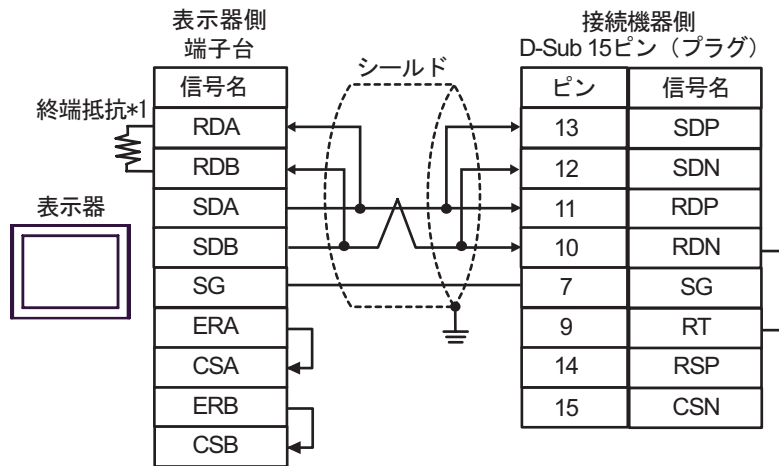 表示器側
端子台
接続機器側
D-Sub 15ピン（プラグ）
シールド
終端抵抗*1
表示器
信号名
RDA
RDB
SDA
SDB
SG
ERA
CSA
ERB
CSB
ピン 信号名
13 SDP
12 SDN
11 RDP
10 RDN
7 SG
9 RT
14 RSP
15 CSN